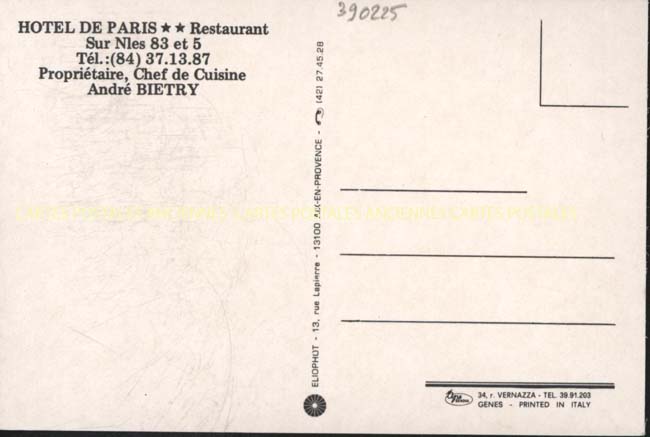 HOTEL DE PARIS ★★ Restaurant
Sur Nles 83 et 5
Tél.:(84) 37.13.87
Propriétaire, Chef de Cuisine
André BIETRY
390225
ELIOPHOT - 13, rue Lapierre - 13100 AIX-EN-PROVENCE - (42) 27.45.28
CARTES POSTALES ANCIENNES CARTES POSTALES ANCIENNES CARTES POSTALES
34, r. VERNAZZA - TEL. 39.91.203
GENES - PRINTED IN ITALY